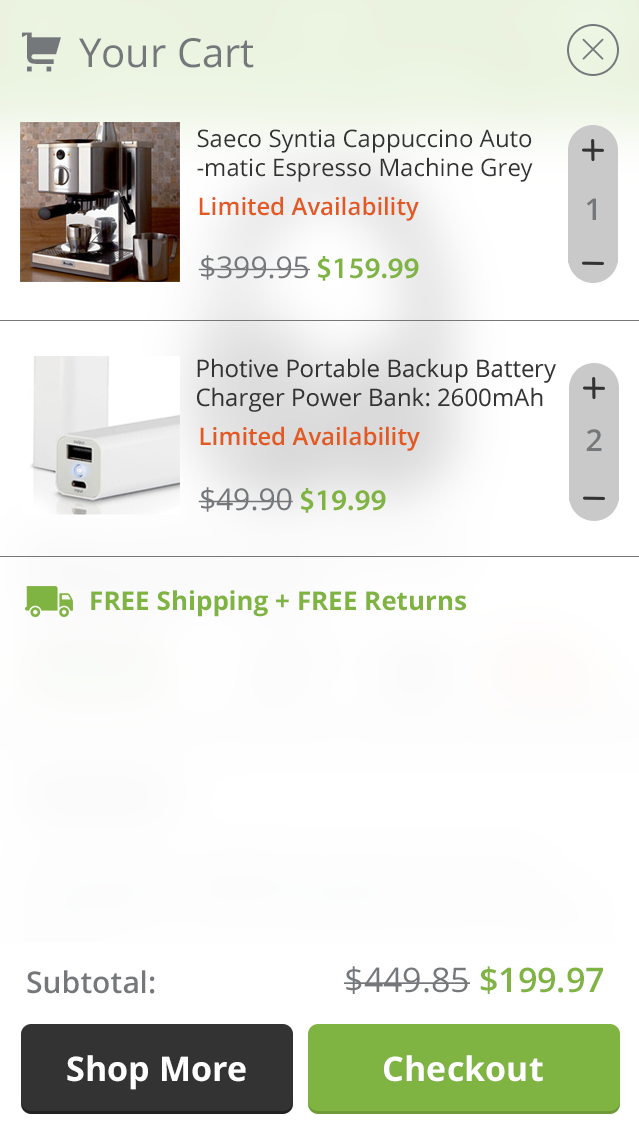 Your Cart
Saeco Syntia Cappuccino Auto
-matic Espresso Machine Grey
Limited Availability
$399.95 $159.99
+
1
−
Photive Portable Backup Battery
Charger Power Bank: 2600mAh
Limited Availability
$49.90 $19.99
+
2
−
FREE Shipping + FREE Returns
Subtotal: $449.85 $199.97
Shop More Checkout